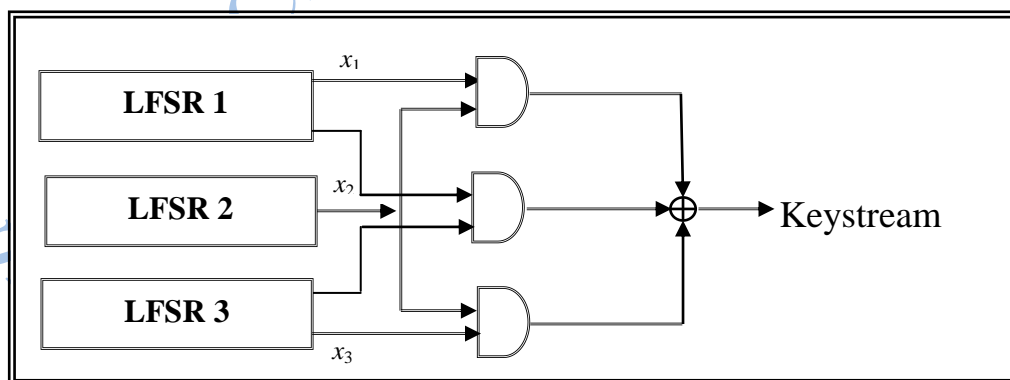 x₁
LFSR 1
x₂
LFSR 2
Keystream
LFSR 3
x₃